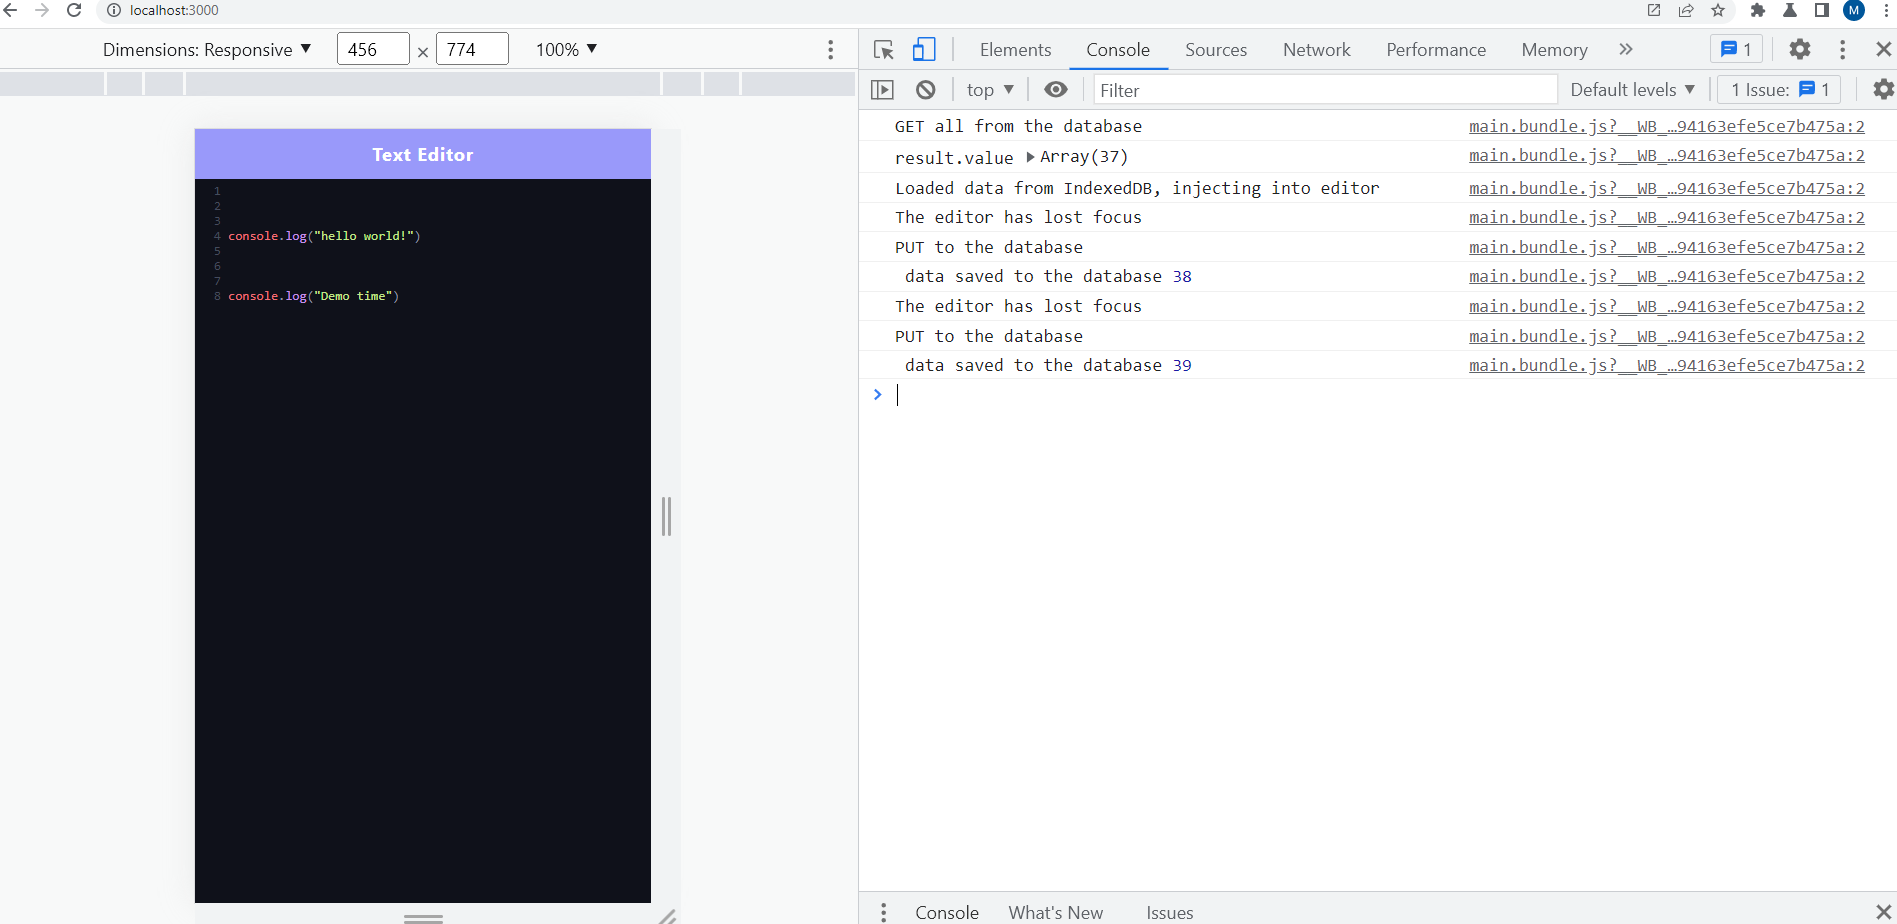 localhost:3000
M
Dimensions: Responsive ▼ 456 × 774 100% ▼
Elements Console Sources Network Performance Memory » 1
top ▼ Filter Default levels ▼ 1 Issue: 1
Text Editor
1
2
3
4 console.log("hello world!")
5
6
7
8 console.log("Demo time")
GET all from the database main.bundle.js?__WB_…94163efe5ce7b475a:2
result.value ▶ Array(37) main.bundle.js?__WB_…94163efe5ce7b475a:2
Loaded data from IndexedDB, injecting into editor main.bundle.js?__WB_…94163efe5ce7b475a:2
The editor has lost focus main.bundle.js?__WB_…94163efe5ce7b475a:2
PUT to the database main.bundle.js?__WB_…94163efe5ce7b475a:2
data saved to the database 38 main.bundle.js?__WB_…94163efe5ce7b475a:2
The editor has lost focus main.bundle.js?__WB_…94163efe5ce7b475a:2
PUT to the database main.bundle.js?__WB_…94163efe5ce7b475a:2
data saved to the database 39 main.bundle.js?__WB_…94163efe5ce7b475a:2
>
Console What's New Issues